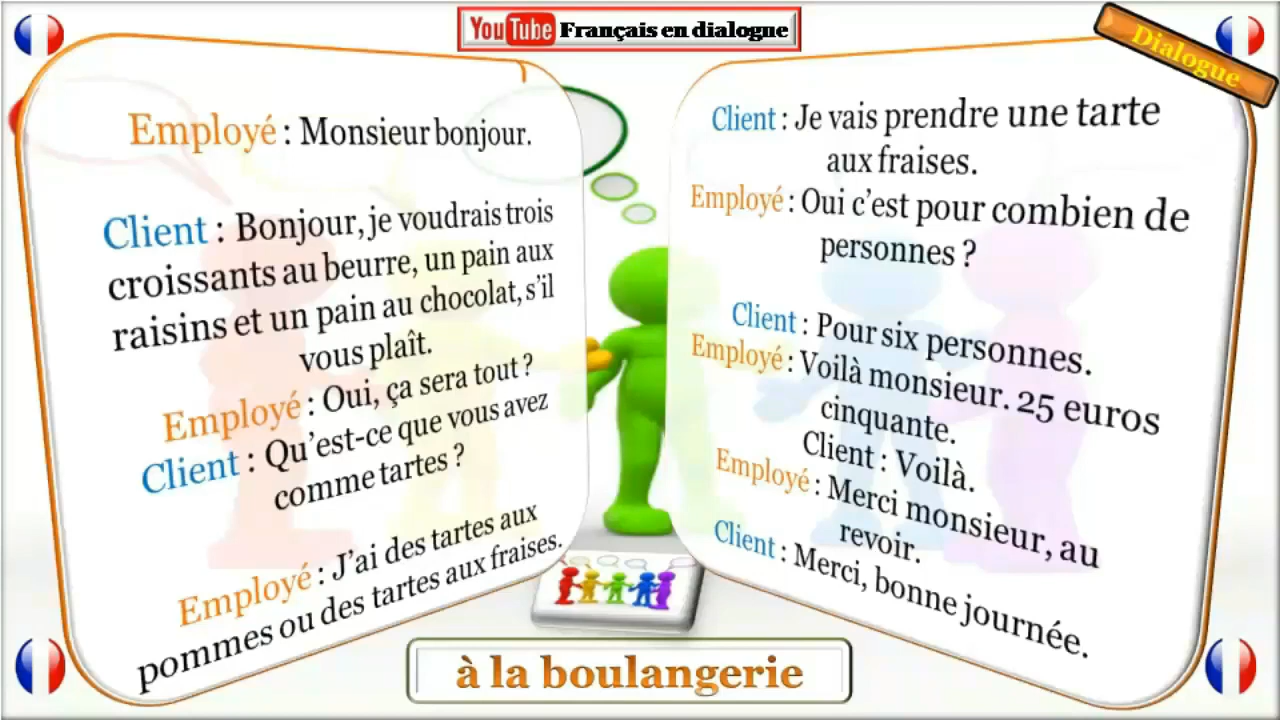 YouTube Français en dialogue
Dialogue
Employé : Monsieur bonjour.
Client : Bonjour, je voudrais trois
croissants au beurre, un pain aux
raisins et un pain au chocolat, s'il
vous plaît.
Employé : Oui, ça sera tout ?
Client : Qu'est-ce que vous avez
comme tartes ?
Employé : J'ai des tartes aux
pommes ou des tartes aux fraises.
Client : Je vais prendre une tarte
aux fraises.
Employé : Oui c'est pour combien de
personnes ?
Client : Pour six personnes.
Employé : Voilà monsieur. 25 euros
cinquante.
Client : Voilà.
Employé : Merci monsieur, au
revoir.
Client : Merci, bonne journée.
à la boulangerie